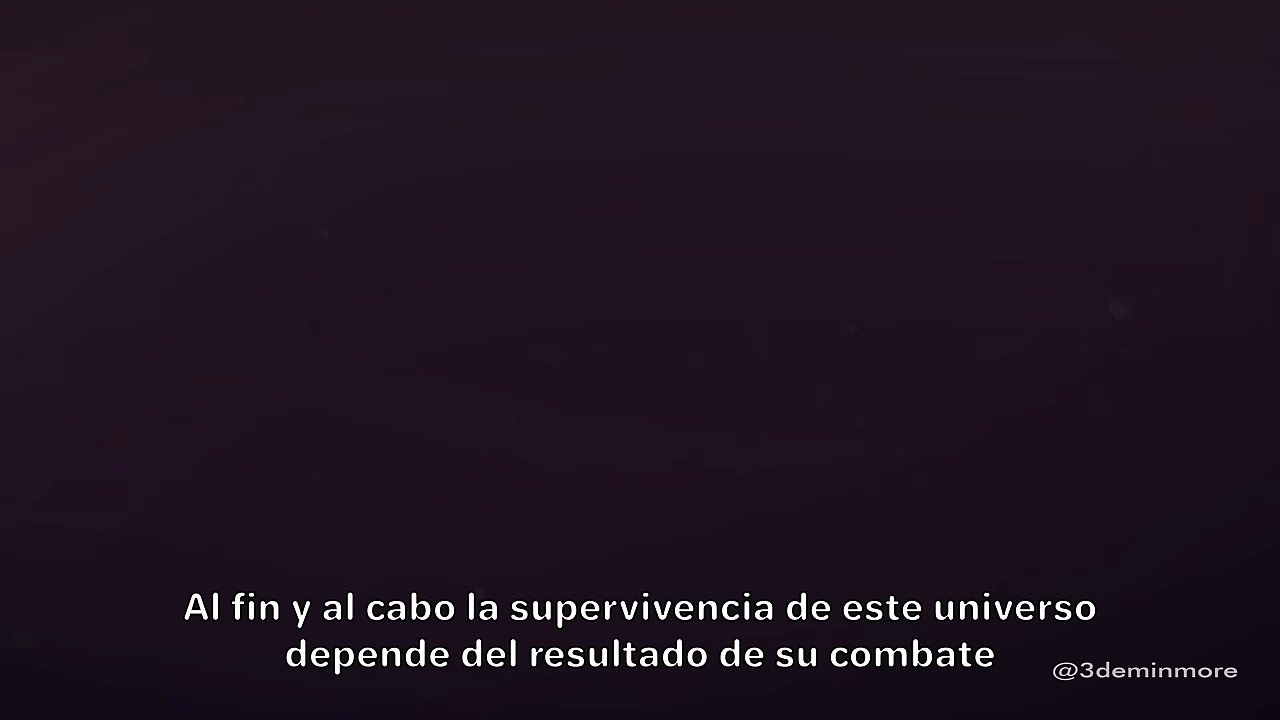 Al fin y al cabo la supervivencia de este universo
depende del resultado de su combate
@3deminmore